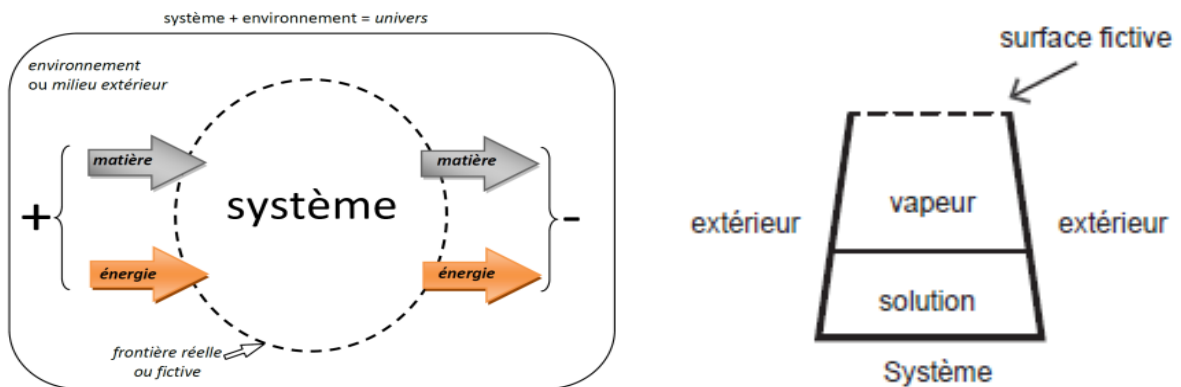 système + environnement = univers
environnement
ou milieu extérieur
matière
matière
+
système
-
énergie
énergie
frontière réelle
ou fictive
surface fictive
vapeur
extérieur
extérieur
solution
Système